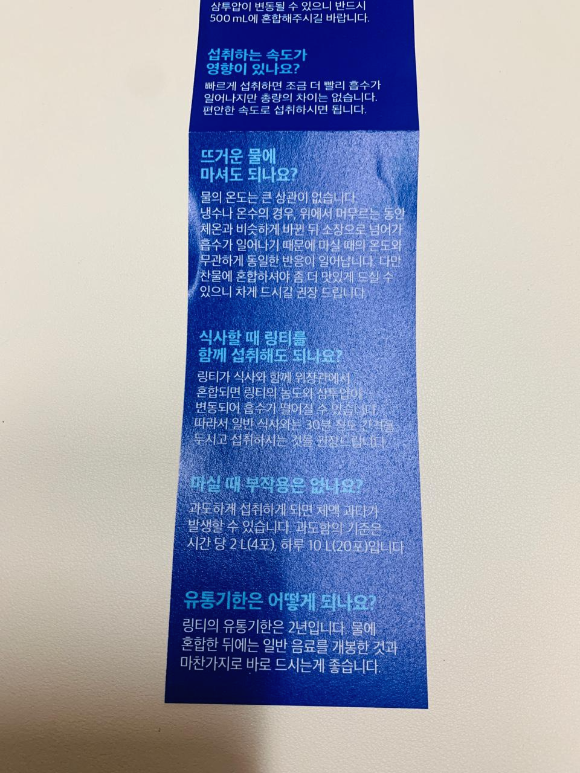 삼투압이 변동될 수 있으니 반드시
500 mL에 혼합해주시길 바랍니다.
섭취하는 속도가
영향이 있나요?
빠르게 섭취하면 조금 더 빨리 흡수가
일어나지만 총량의 차이는 없습니다.
편안한 속도로 섭취하시면 됩니다.
뜨거운 물에
마셔도 되나요?
물의 온도는 큰 상관이 없습니다.
냉수나 온수의 경우, 위에서 머무르는 동안
체온과 비슷하게 바뀐 뒤 소장으로 넘어가
흡수가 일어나기 때문에 마실 때의 온도와
무관하게 동일한 반응이 일어납니다. 다만
찬물에 혼합하셔야 좀 더 맛있게 드실 수
있으니 차게 드시길 권장 드립니다.
식사할 때 링티를
함께 섭취해도 되나요?
링티가 식사와 함께 위장관에서
혼합되면 링티의 농도와 삼투압이
변동되어 흡수가 떨어질 수 있습니다.
따라서 일반 식사와는 30분 정도 간격을
두시고 섭취하시는 것을 권장드립니다.
마실 때 부작용은 없나요?
과도하게 섭취하게 되면 체액 과다가
발생할 수 있습니다. 과도함의 기준은
시간 당 2 L(4포), 하루 10 L(20포)입니다
유통기한은 어떻게 되나요?
링티의 유통기한은 2년입니다. 물에
혼합한 뒤에는 일반 음료를 개봉한 것과
마찬가지로 바로 드시는게 좋습니다.